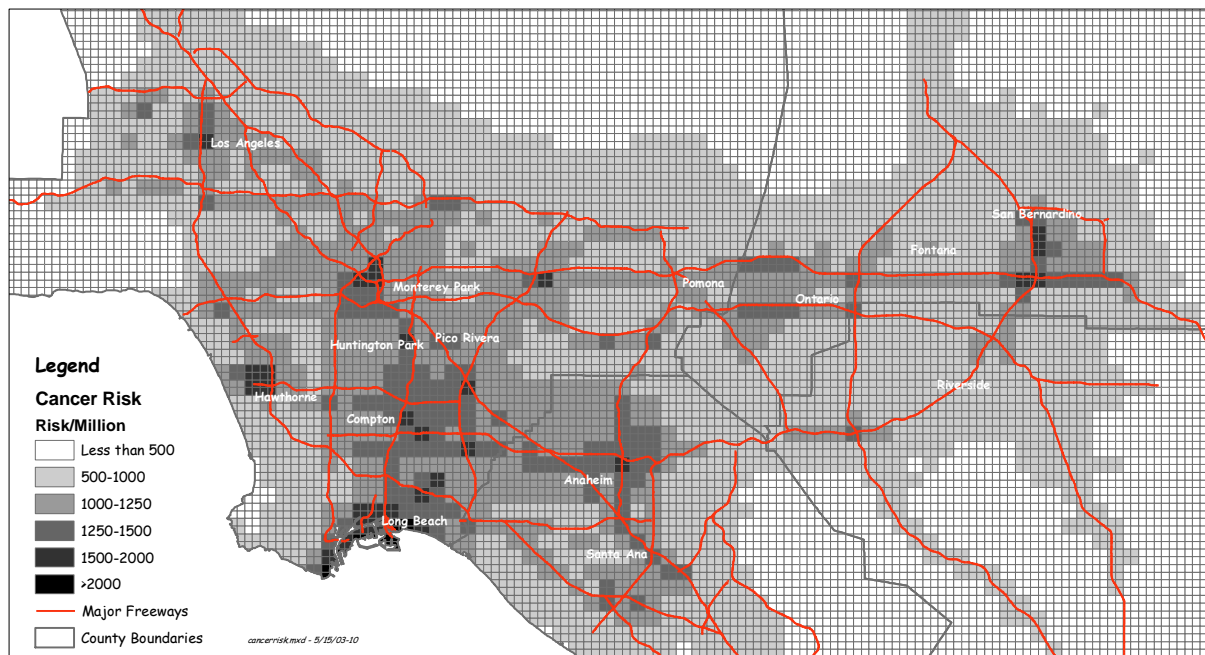 Los Angeles
San Bernardino
Fontana
Pomona
Monterey Park
Ontario
Pico Rivera
Huntington Park
Riverside
Hawthorne
Compton
Anaheim
Long Beach
Santa Ana
Legend
Cancer Risk
Risk/Million
Less than 500
500-1000
1000-1250
1250-1500
1500-2000
>2000
Major Freeways
County Boundaries
cancerrisk.mxd - 5/15/03-10